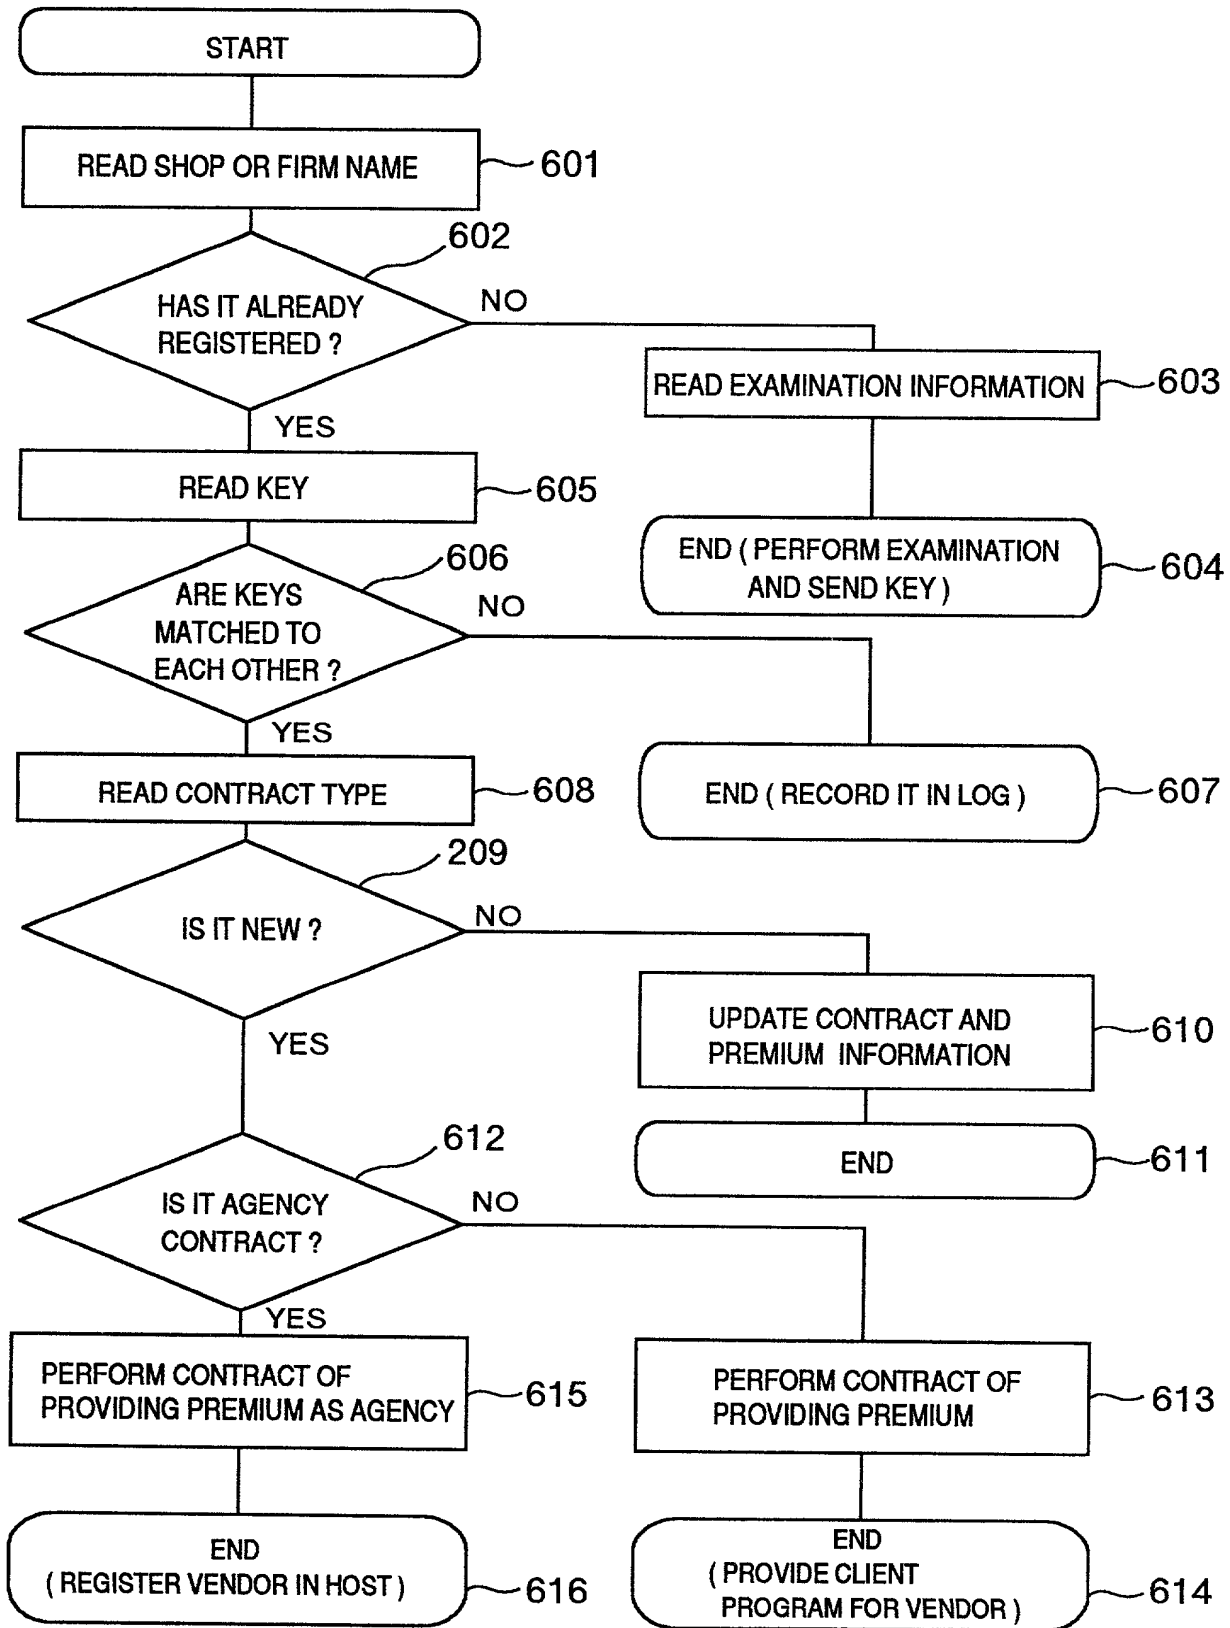 START
READ SHOP OR FIRM NAME
601
602
HAS IT ALREADY
REGISTERED ?
NO
READ EXAMINATION INFORMATION
603
YES
READ KEY
605
END ( PERFORM EXAMINATION
AND SEND KEY )
604
606
ARE KEYS
MATCHED TO
EACH OTHER ?
NO
YES
READ CONTRACT TYPE
608
END ( RECORD IT IN LOG )
607
209
IS IT NEW ?
NO
UPDATE CONTRACT AND
PREMIUM INFORMATION
610
YES
END
611
612
IS IT AGENCY
CONTRACT ?
NO
YES
PERFORM CONTRACT OF
PROVIDING PREMIUM AS AGENCY
615
PERFORM CONTRACT OF
PROVIDING PREMIUM
613
END
( REGISTER VENDOR IN HOST )
616
END
( PROVIDE CLIENT
PROGRAM FOR VENDOR )
614